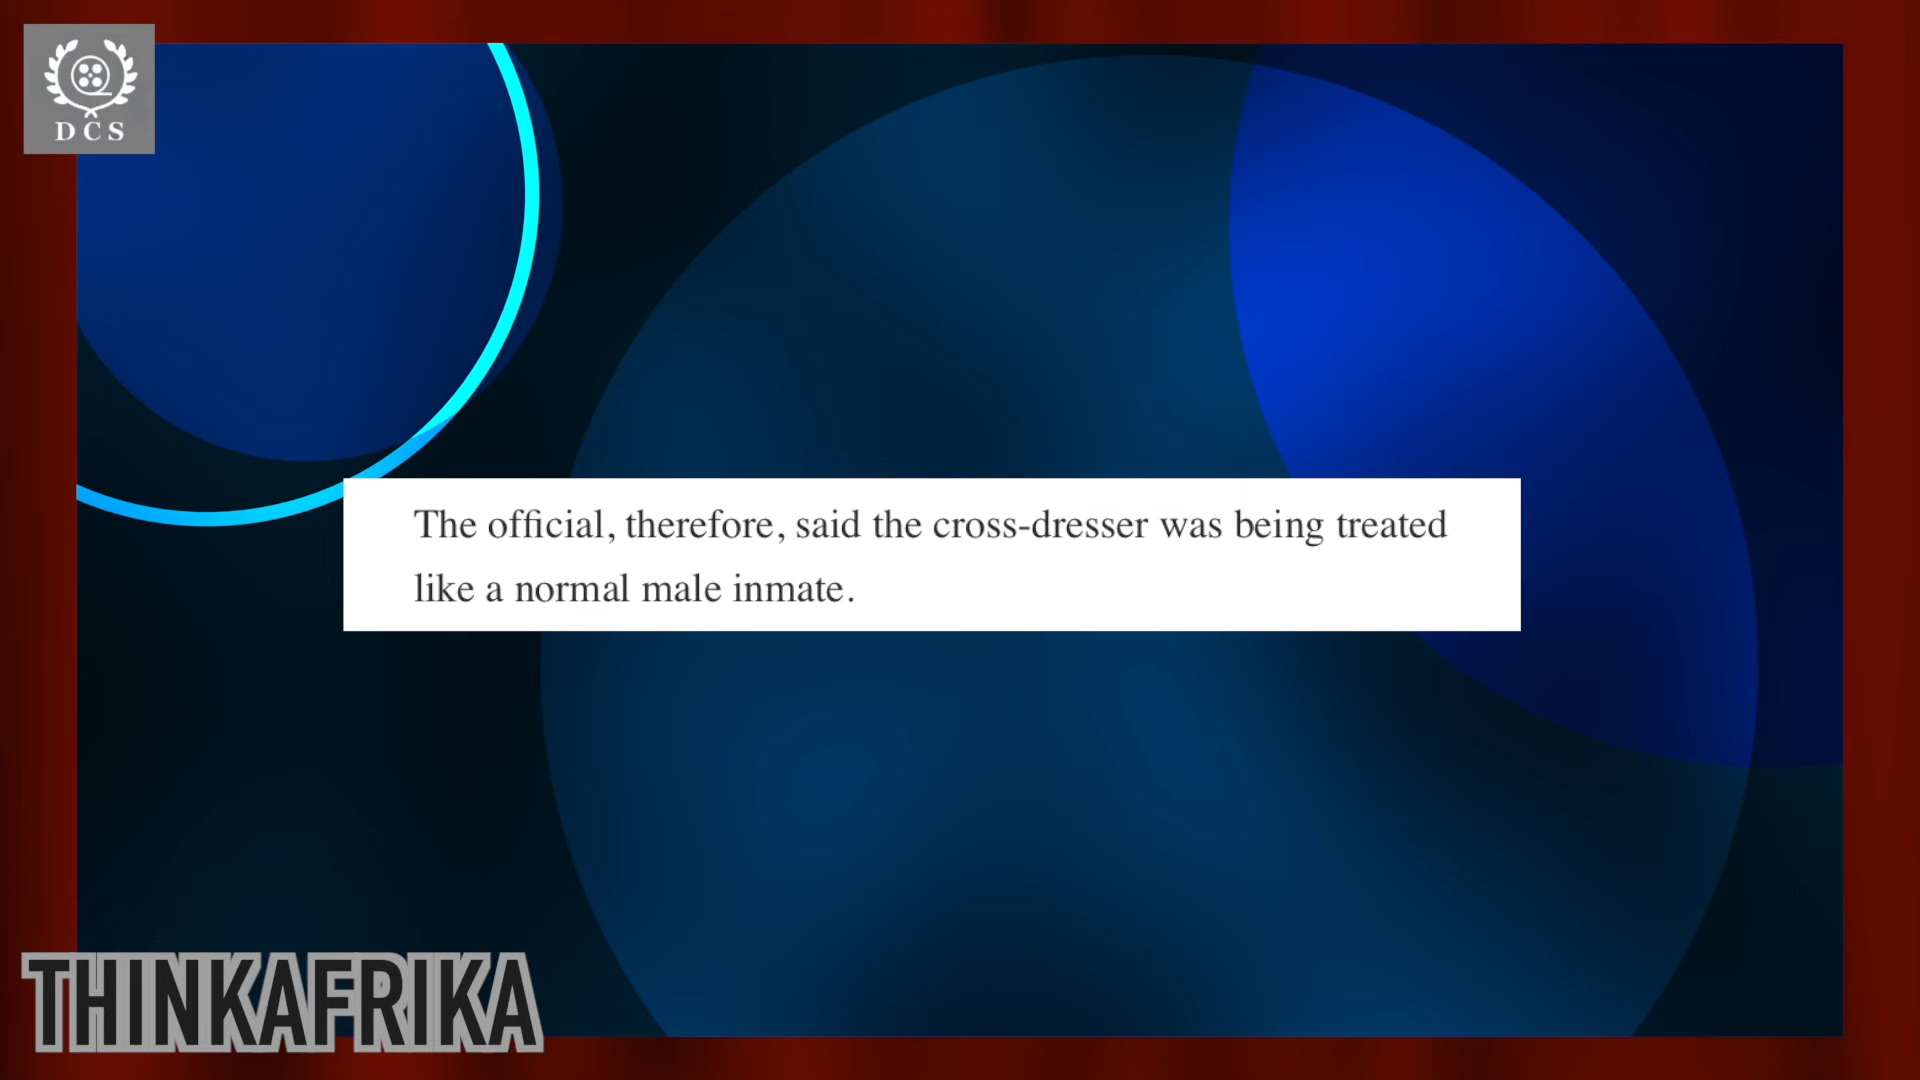 DCS
The official, therefore, said the cross-dresser was being treated
like a normal male inmate.
THINKAFRIKA